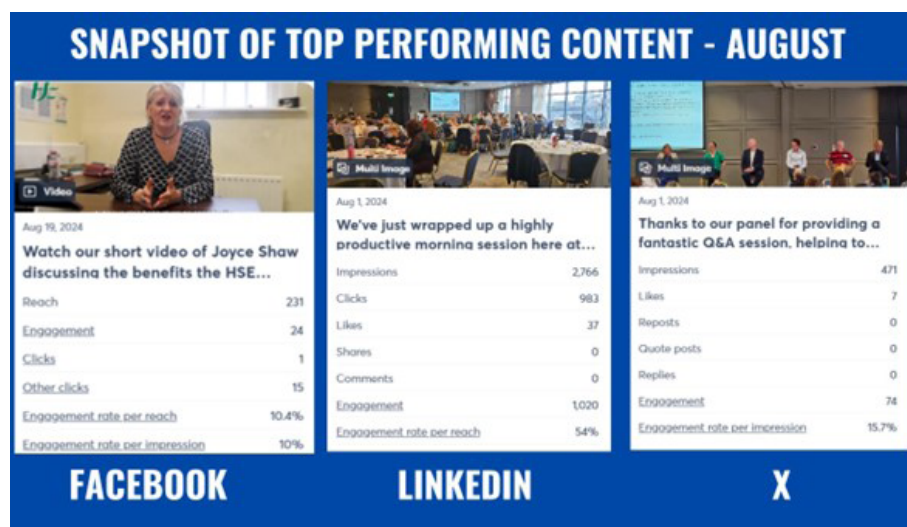 SNAPSHOT OF TOP PERFORMING CONTENT - AUGUST
Video
Aug 19, 2024
Watch our short video of Joyce Shaw
discussing the benefits the HSE...
Reach 231
Engagement 24
Clicks 1
Other clicks 15
Engagement rate per reach 10.4%
Engagement rate per impression 10%
FACEBOOK
Multi Image
Aug 1, 2024
We've just wrapped up a highly
productive morning session here at...
Impressions 2,766
Clicks 983
Likes 37
Shares 0
Comments 0
Engagement 1,020
Engagement rate per reach 54%
LINKEDIN
Multi Image
Aug 1, 2024
Thanks to our panel for providing a
fantastic Q&A session, helping to...
Impressions 471
Likes 7
Reposts 0
Quote posts 0
Replies 0
Engagement 74
Engagement rate per impression 15.7%
X